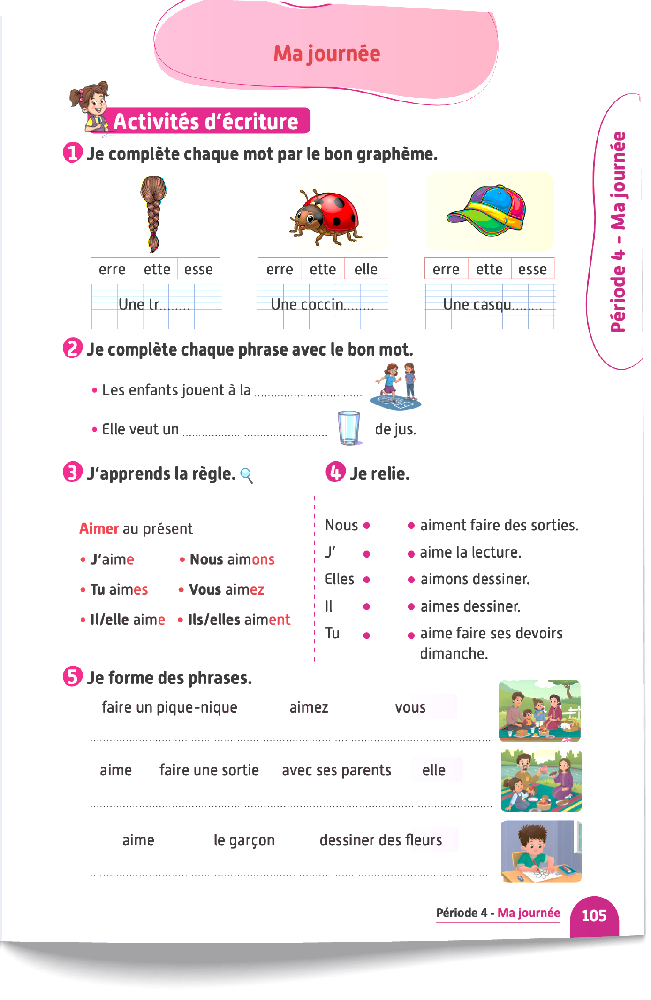 Ma journée
Activités d'écriture
1 Je complète chaque mot par le bon graphème.
erre ette esse
erre ette elle
erre ette esse
Une tr........
Une coccin........
Une casqu........
2 Je complète chaque phrase avec le bon mot.
• Les enfants jouent à la ..............................
• Elle veut un ........................................ de jus.
3 J'apprends la règle.
Aimer au présent
• J'aime • Nous aimons
• Tu aimes • Vous aimez
• Il/elle aime • Ils/elles aiment
4 Je relie.
Nous • • aiment faire des sorties.
J' • • aime la lecture.
Elles • • aimons dessiner.
Il • • aimes dessiner.
Tu • • aime faire ses devoirs
dimanche.
5 Je forme des phrases.
faire un pique-nique aimez vous
aime faire une sortie avec ses parents elle
aime le garçon dessiner des fleurs
Période 4 - Ma journée
105
Période 4 - Ma journée